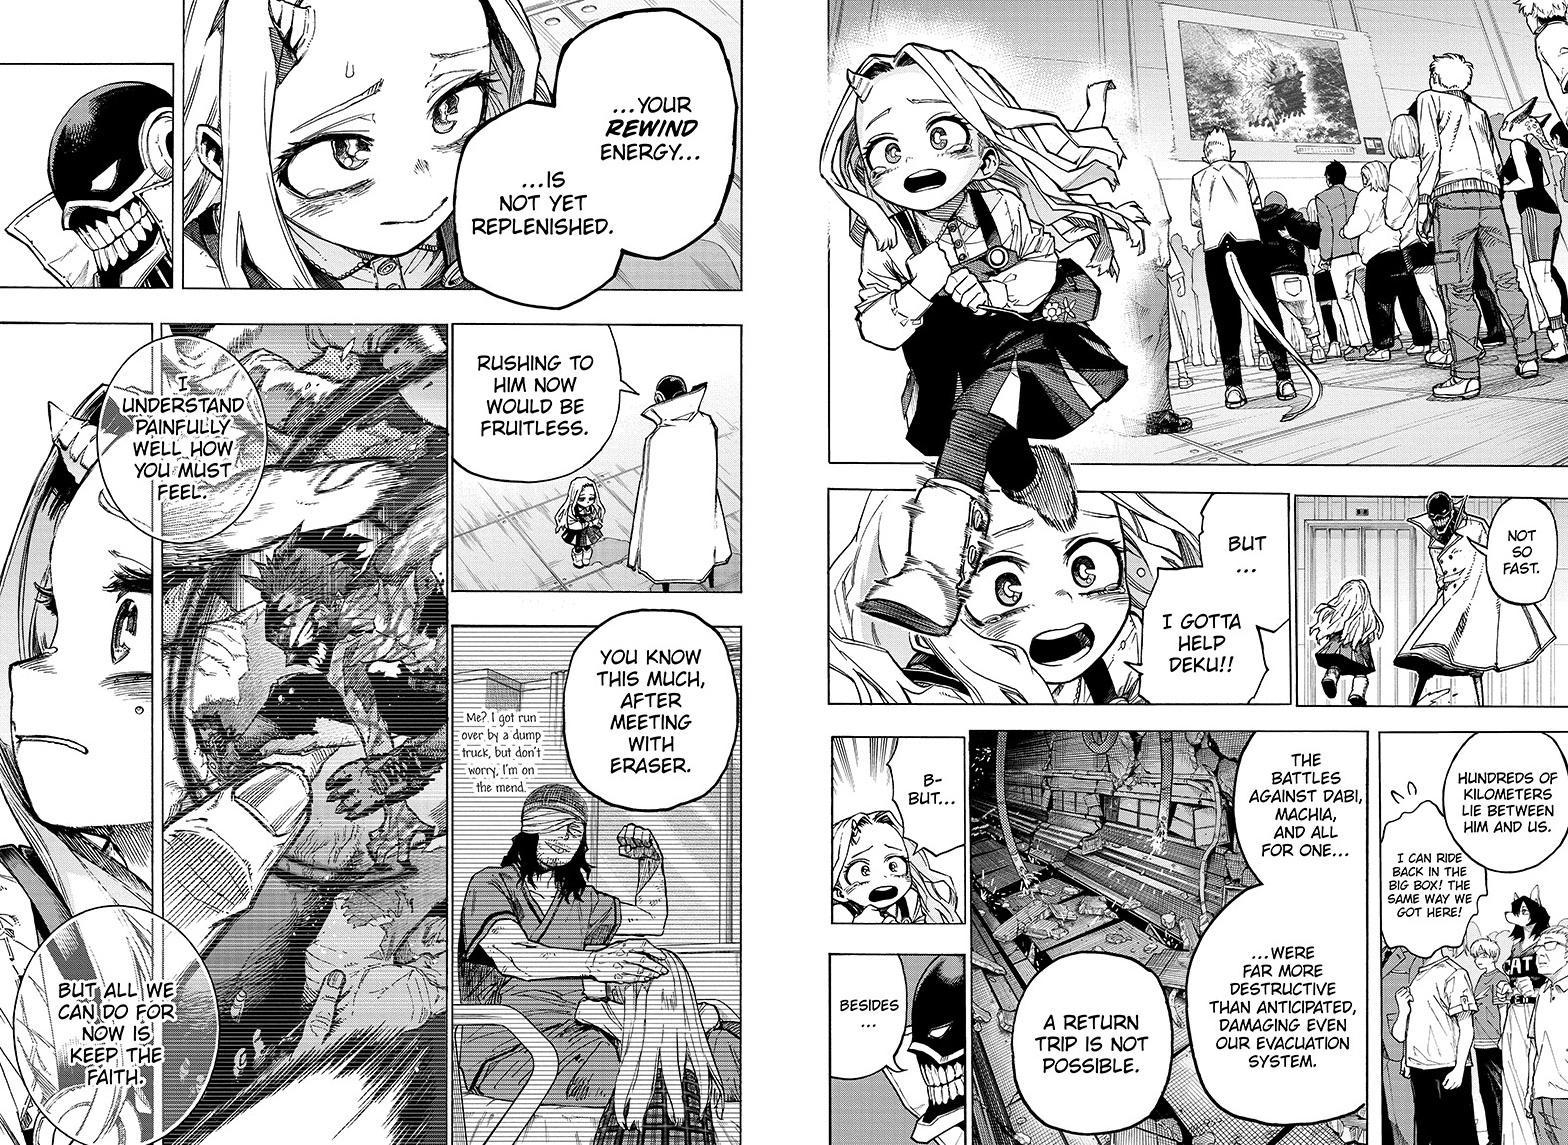 NOT
SO
FAST.
BUT
...
I GOTTA
HELP
DEKU!!
HUNDREDS OF
KILOMETERS
LIE BETWEEN
HIM AND US.
I CAN RIDE
BACK IN THE
BIG BOX! THE
SAME WAY WE
GOT HERE!
CAT
THE
BATTLES
AGAINST DABI,
MACHIA,
AND ALL
FOR ONE...
...WERE
FAR MORE
DESTRUCTIVE
THAN ANTICIPATED,
DAMAGING EVEN
OUR EVACUATION
SYSTEM.
A RETURN
TRIP IS NOT
POSSIBLE.
B-
BUT...
BESIDES
...
...YOUR
REWIND
ENERGY...
...IS
NOT YET
REPLENISHED.
RUSHING TO
HIM NOW
WOULD BE
FRUITLESS.
I
UNDERSTAND
PAINFULLY
WELL HOW
YOU MUST
FEEL.
YOU KNOW
THIS MUCH,
AFTER
MEETING
WITH
ERASER.
Me? I got run
over by a dump
truck, but don't
worry, I'm on
the mend.
BUT ALL WE
CAN DO FOR
NOW IS
KEEP THE
FAITH.